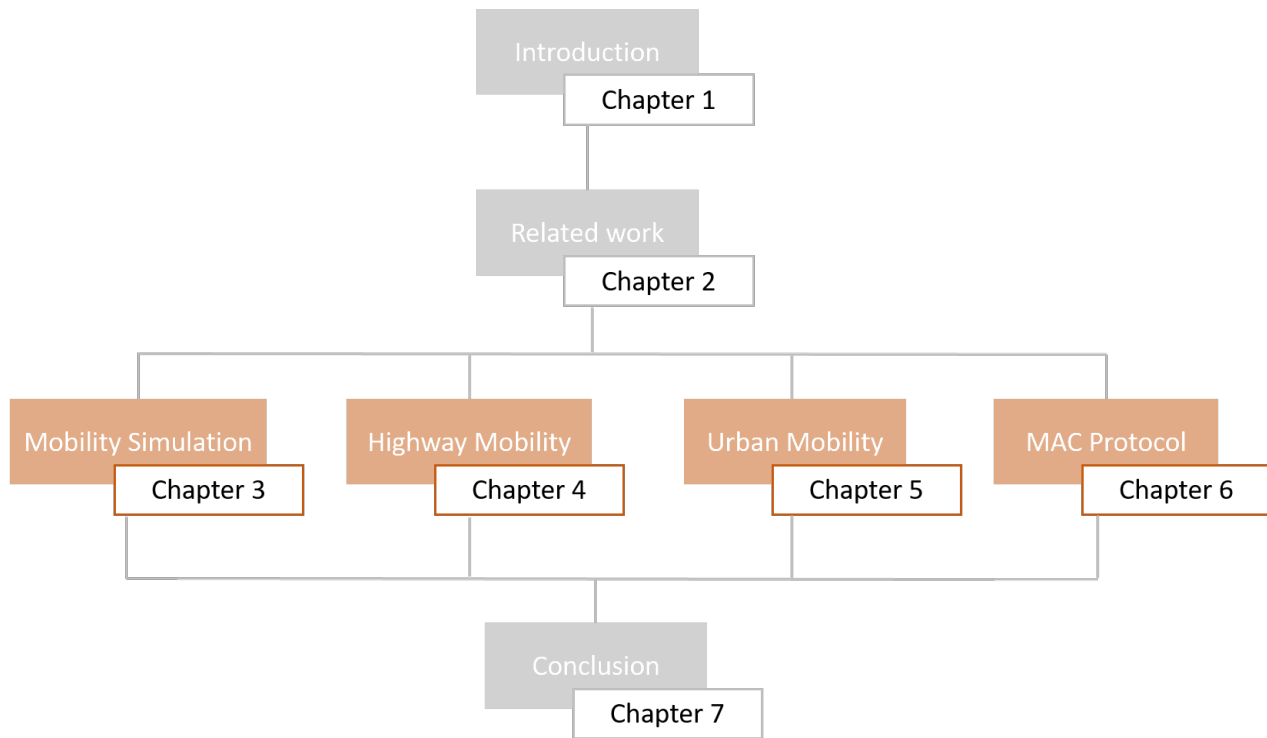 Introduction
Chapter 1
Related work
Chapter 2
Mobility Simulation
Chapter 3
Highway Mobility
Chapter 4
Urban Mobility
Chapter 5
MAC Protocol
Chapter 6
Conclusion
Chapter 7